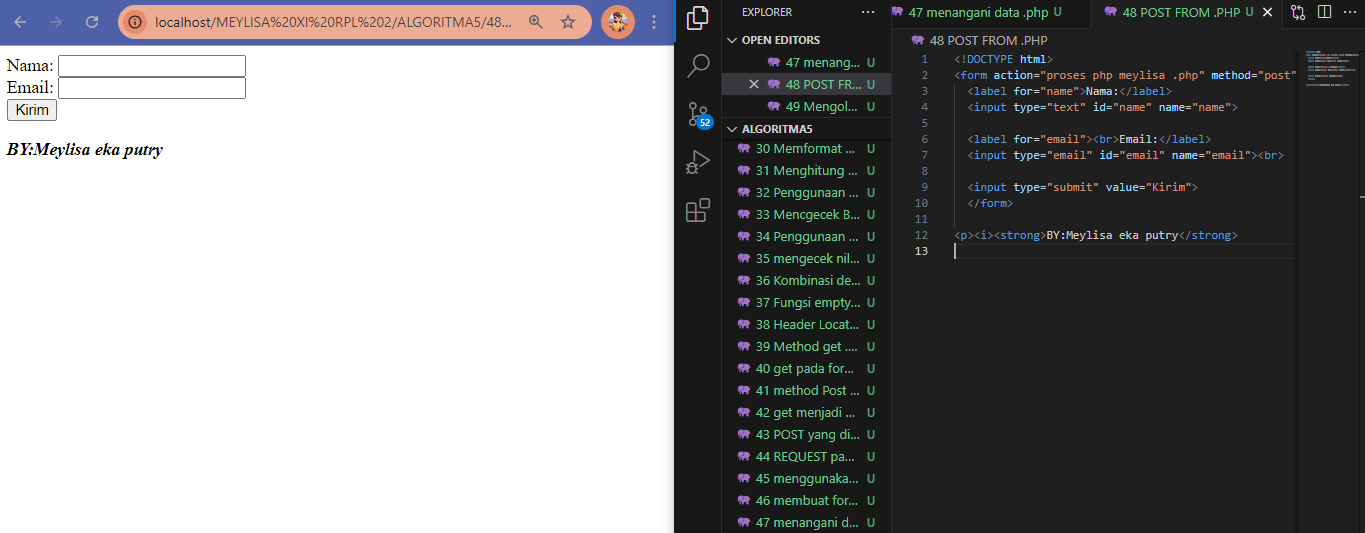 localhost/MEYLISA%20XI%20RPL%202/ALGORITMA5/48...
Nama:
Email:
Kirim
BY:Meylisa eka putry
52
EXPLORER
OPEN EDITORS
47 menang... U
48 POST FR... U
49 Mengol... U
ALGORITMA5
30 Memformat ... U
31 Menghitung ... U
32 Penggunaan ... U
33 Mencgecek B... U
34 Penggunaan ... U
35 mengecek nil... U
36 Kombinasi de... U
37 Fungsi empty... U
38 Header Locat... U
39 Method get .... U
40 get pada for... U
41 method Post ... U
42 get menjadi ... U
43 POST yang di... U
44 REQUEST pa... U
45 menggunaka... U
46 membuat for... U
47 menangani d... U
47 menangani data .php U
48 POST FROM .PHP U
48 POST FROM .PHP
1 <!DOCTYPE html>
2 <form action="proses php meylisa .php" method="post"
3 <label for="name">Nama:</label>
4 <input type="text" id="name" name="name">
5
6 <label for="email"><br>Email:</label>
7 <input type="email" id="email" name="email"><br>
8
9 <input type="submit" value="Kirim">
10 </form>
11
12 <p><i><strong>BY:Meylisa eka putry</strong>
13